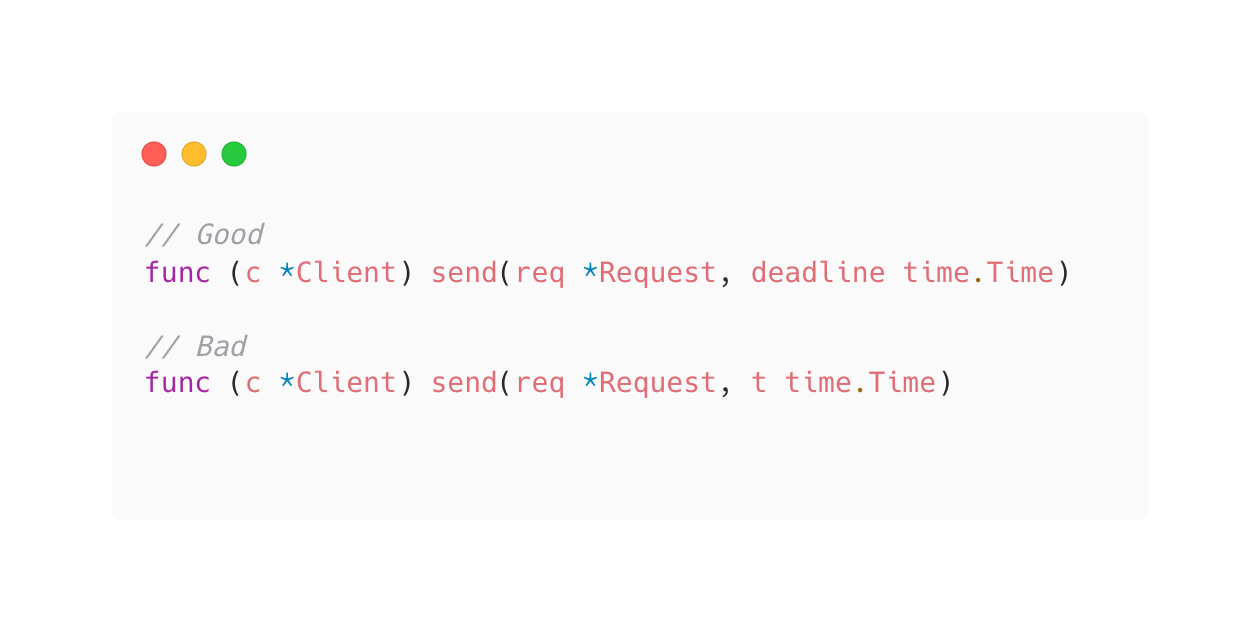 // Good
func (c *Client) send(req *Request, deadline time.Time)
// Bad
func (c *Client) send(req *Request, t time.Time)